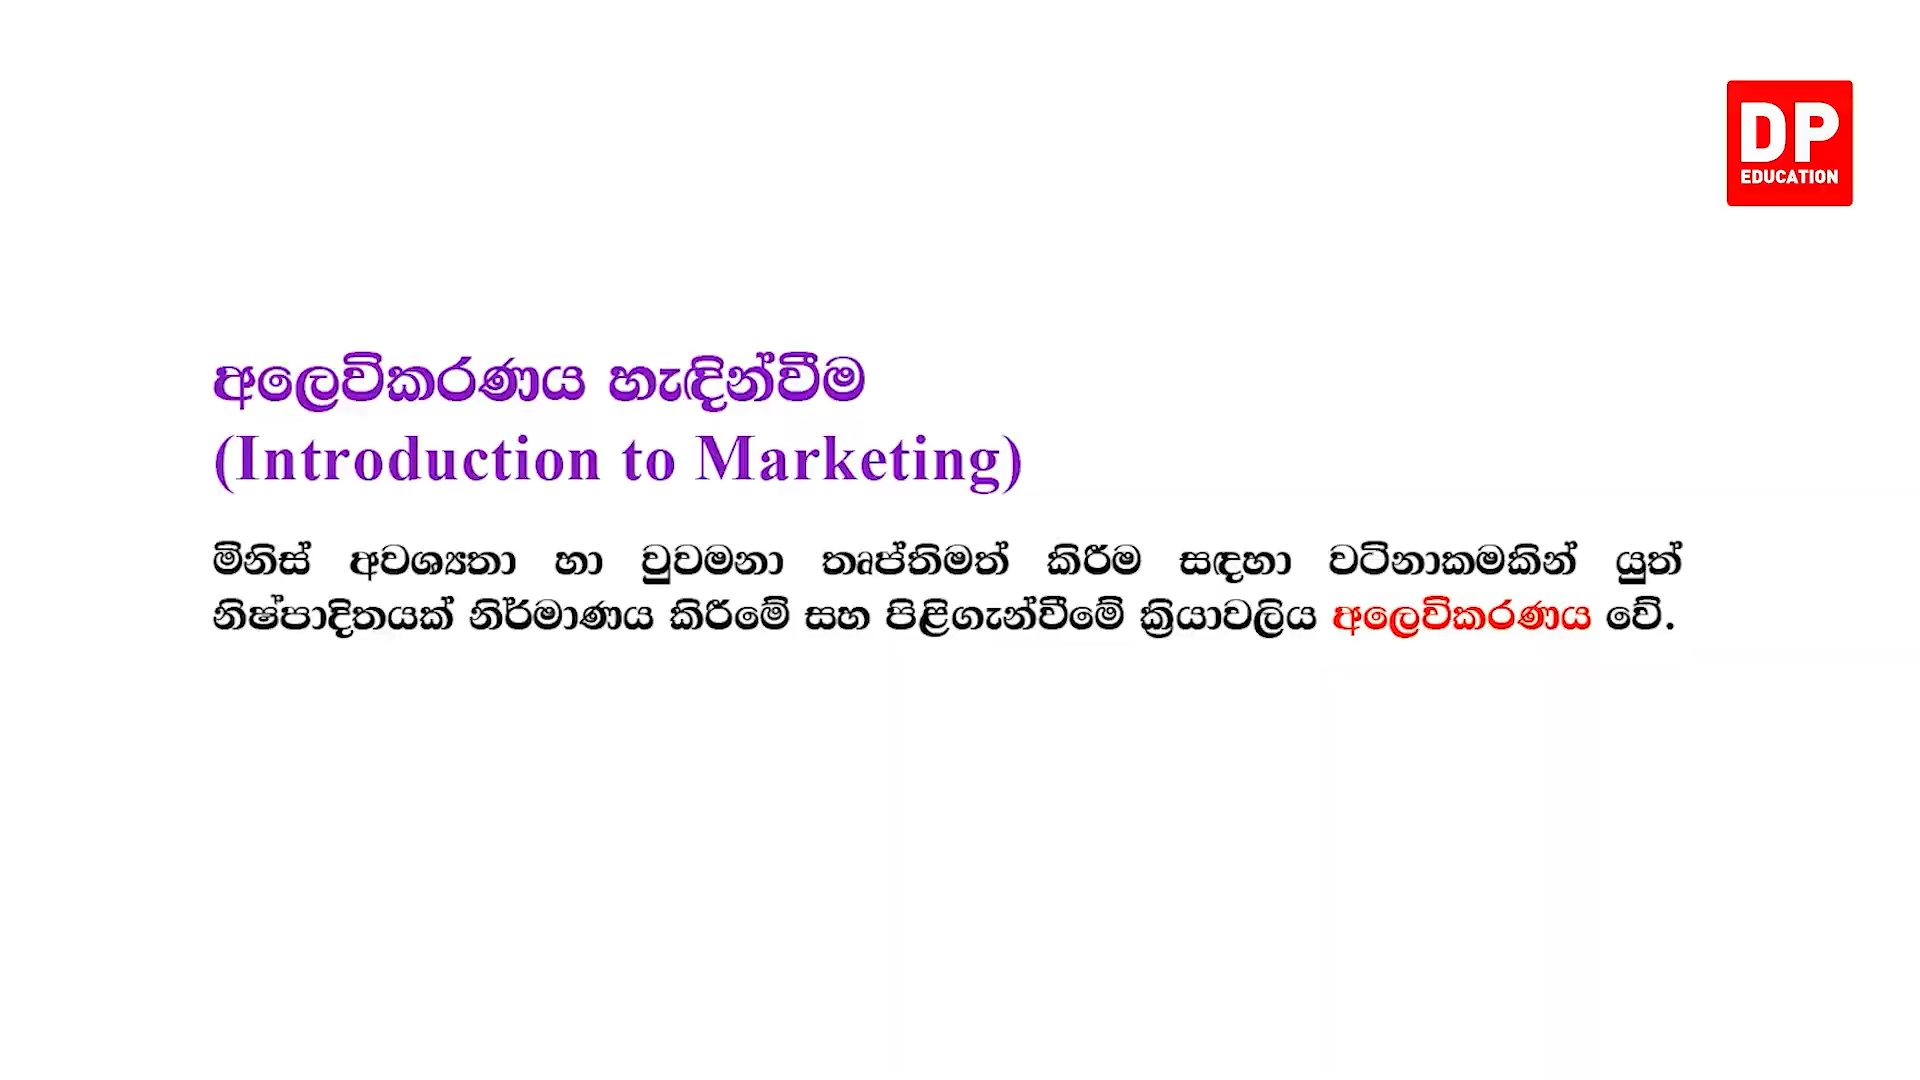 DP
EDUCATION
අලෙවිකරණය හැඳින්වීම
(Introduction to Marketing)
මිනිස් අවශ්‍යතා හා වුවමනා තෘප්තිමත් කිරීම සඳහා වටිනාකමකින් යුත්
නිෂ්පාදිතයක් නිර්මාණය කිරීමේ සහ පිළිගැන්වීමේ ක්‍රියාවලිය අලෙවිකරණය වේ.